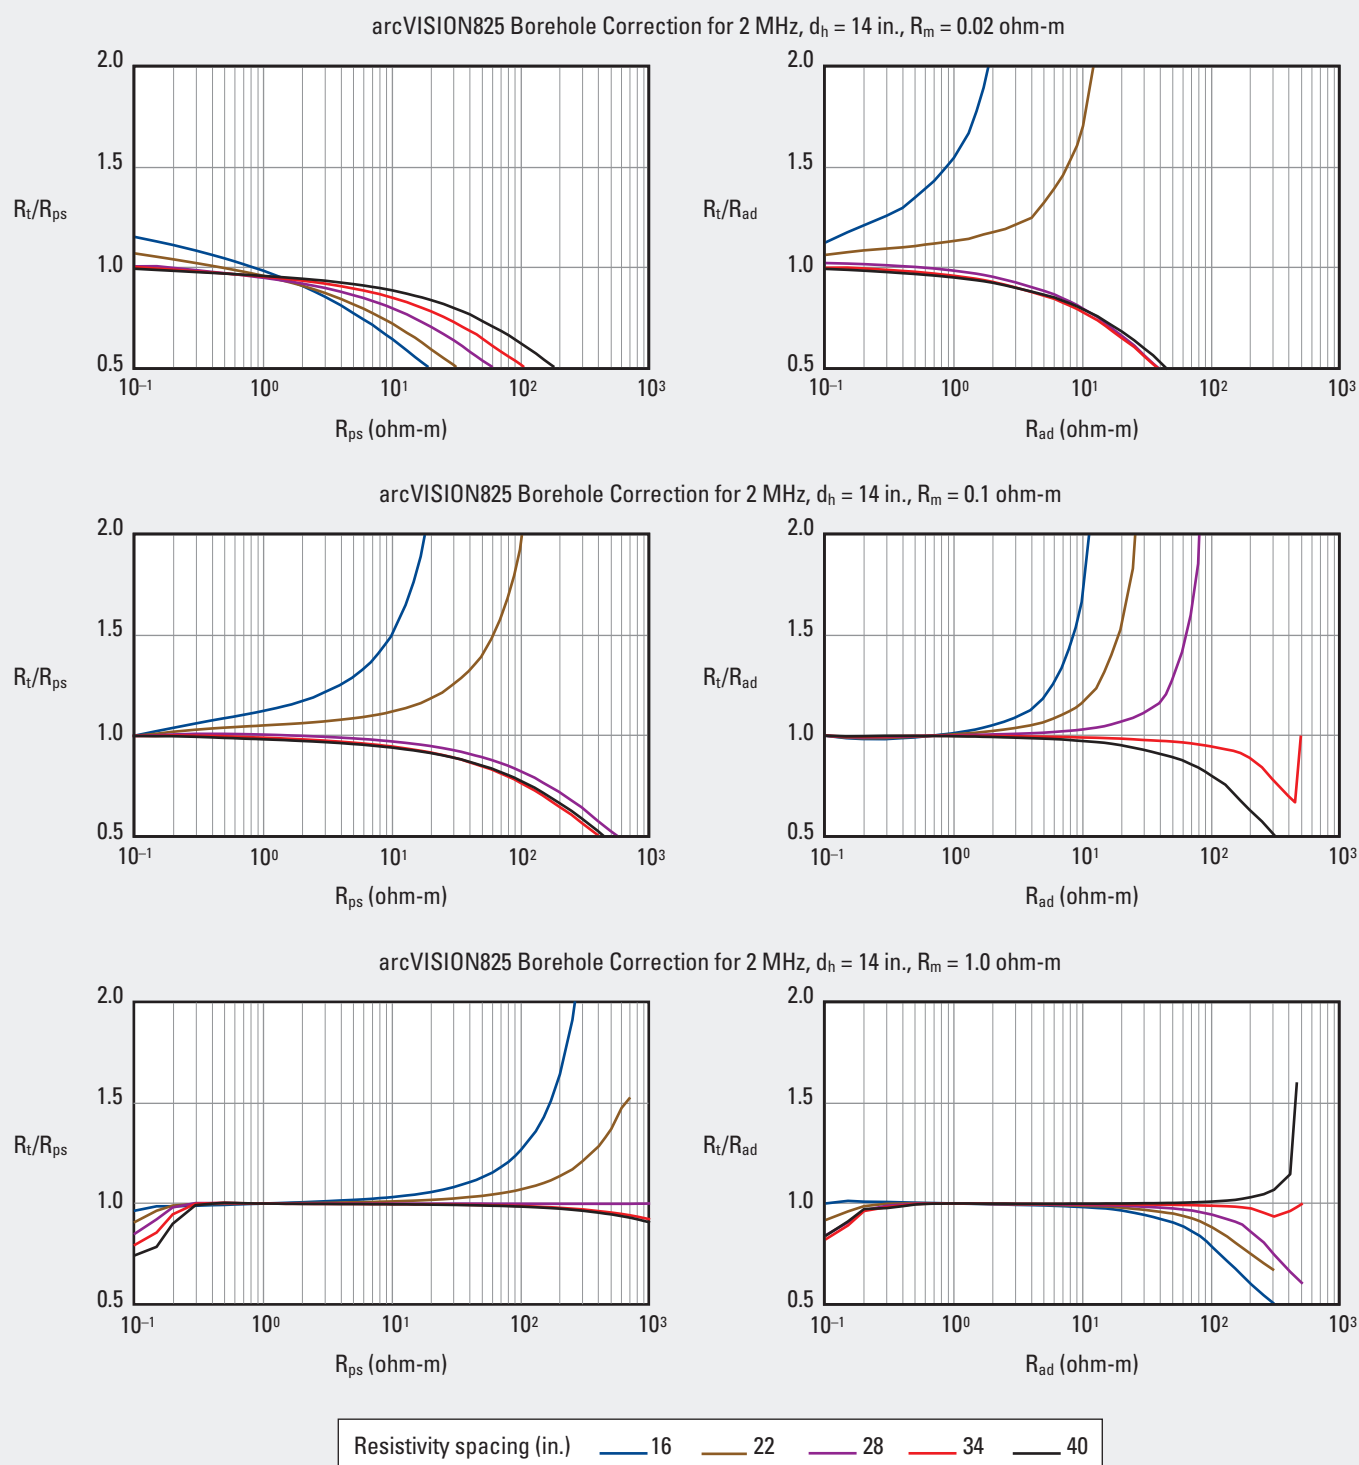 arcVISION825 Borehole Correction for 2 MHz, dₕ = 14 in., Rₘ = 0.02 ohm-m
2.0
1.5
Rₜ/Rₚₛ
1.0
0.5
10⁻¹ 10⁰ 10¹ 10² 10³
Rₚₛ (ohm-m)
2.0
1.5
Rₜ/R_ad
1.0
0.5
10⁻¹ 10⁰ 10¹ 10² 10³
R_ad (ohm-m)
arcVISION825 Borehole Correction for 2 MHz, dₕ = 14 in., Rₘ = 0.1 ohm-m
2.0
1.5
Rₜ/Rₚₛ
1.0
0.5
10⁻¹ 10⁰ 10¹ 10² 10³
Rₚₛ (ohm-m)
2.0
1.5
Rₜ/R_ad
1.0
0.5
10⁻¹ 10⁰ 10¹ 10² 10³
R_ad (ohm-m)
arcVISION825 Borehole Correction for 2 MHz, dₕ = 14 in., Rₘ = 1.0 ohm-m
2.0
1.5
Rₜ/Rₚₛ
1.0
0.5
10⁻¹ 10⁰ 10¹ 10² 10³
Rₚₛ (ohm-m)
2.0
1.5
Rₜ/R_ad
1.0
0.5
10⁻¹ 10⁰ 10¹ 10² 10³
R_ad (ohm-m)
Resistivity spacing (in.) 16 22 28 34 40